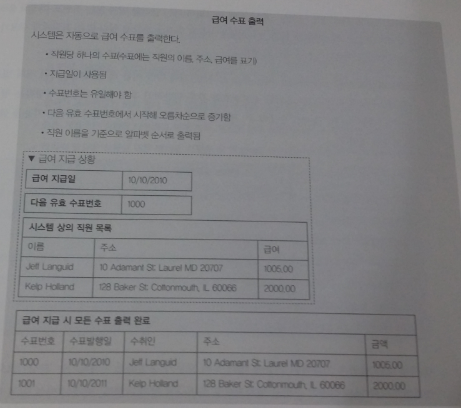 급여 수표 출력
시스템은 자동으로 급여 수표를 출력한다.
• 직원당 하나의 수표(수표에는 직원의 이름, 주소, 급여를 표기)
• 지급일이 사용됨
• 수표번호는 유일해야 함
• 다음 유효 수표번호에서 시작해 오름차순으로 증가함
• 직원 이름을 기준으로 알파벳 순서로 출력됨
▼ 급여 지급 상황
급여 지급일 10/10/2010
다음 유효 수표번호 1000
시스템 상의 직원 목록
이름 주소 급여
Jeff Languid 10 Adamant St. Laurel MD 20707 1005.00
Kelp Holland 128 Baker St. Cottonmouth, IL 60066 2000.00
급여 지급 시 모든 수표 출력 완료
수표번호 수표발행일 수취인 주소 금액
1000 10/10/2010 Jeff Languid 10 Adamant St. Laurel MD 20707 1005.00
1001 10/10/2011 Kelp Holland 128 Baker St. Cottonmouth, IL 60066 2000.00